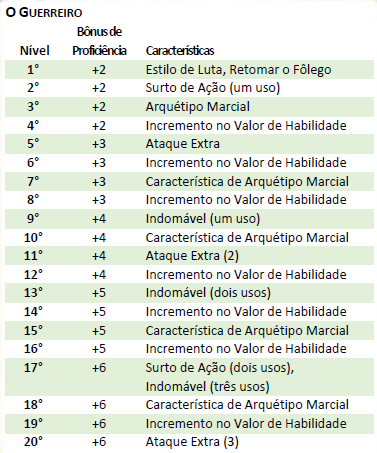 O GUERREIRO
Bônus de
Nível Proficiência Características
1° +2 Estilo de Luta, Retomar o Fôlego
2° +2 Surto de Ação (um uso)
3° +2 Arquétipo Marcial
4° +2 Incremento no Valor de Habilidade
5° +3 Ataque Extra
6° +3 Incremento no Valor de Habilidade
7° +3 Característica de Arquétipo Marcial
8° +3 Incremento no Valor de Habilidade
9° +4 Indomável (um uso)
10° +4 Característica de Arquétipo Marcial
11° +4 Ataque Extra (2)
12° +4 Incremento no Valor de Habilidade
13° +5 Indomável (dois usos)
14° +5 Incremento no Valor de Habilidade
15° +5 Característica de Arquétipo Marcial
16° +5 Incremento no Valor de Habilidade
17° +6 Surto de Ação (dois usos),
Indomável (três usos)
18° +6 Característica de Arquétipo Marcial
19° +6 Incremento no Valor de Habilidade
20° +6 Ataque Extra (3)